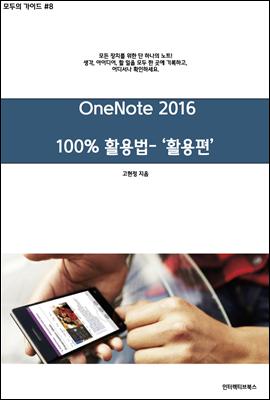 모두의 가이드 #8
모든 장치를 위한 단 하나의 노트!
생각, 아이디어, 할 일을 모두 한 곳에 기록하고,
어디서나 확인하세요.
OneNote 2016
100% 활용법- ‘활용편’
고현정 지음
인터랙티브북스